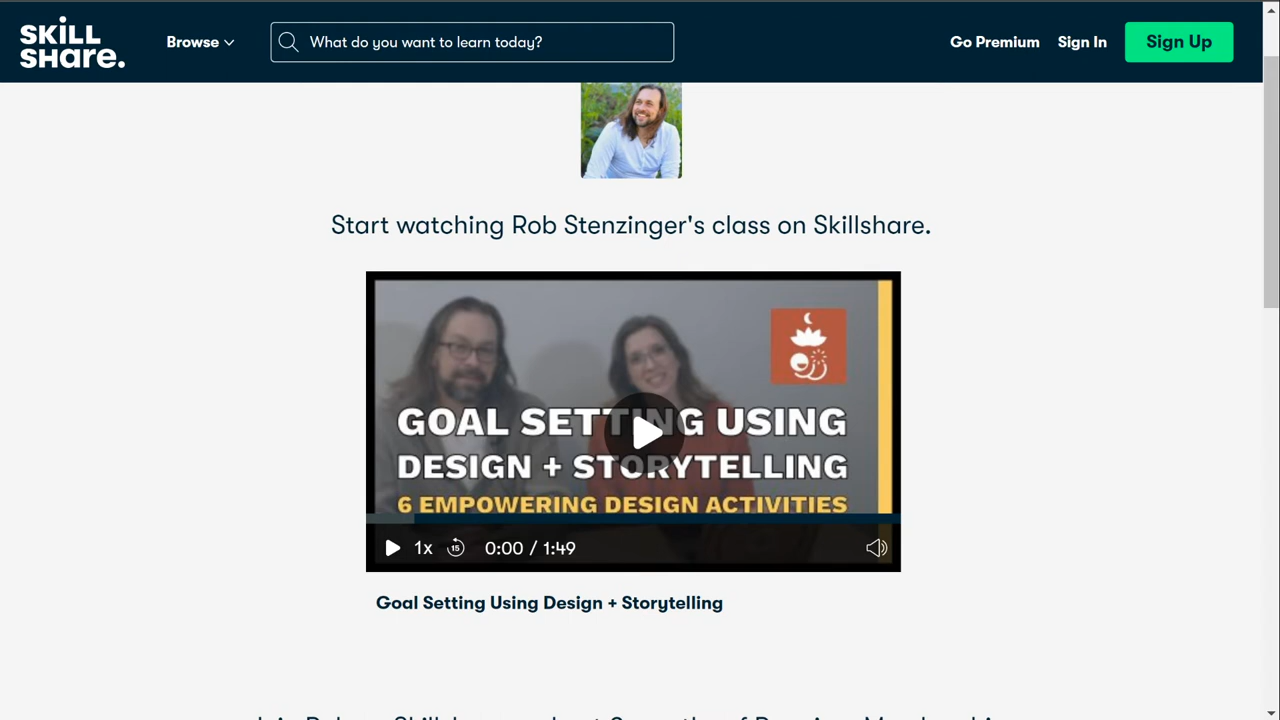 SKILL
SHARE.
Browse
What do you want to learn today?
Go Premium
Sign In
Sign Up
Start watching Rob Stenzinger's class on Skillshare.
GOAL SETTING USING
DESIGN + STORYTELLING
6 EMPOWERING DESIGN ACTIVITIES
1x
15
0:00 / 1:49
Goal Setting Using Design + Storytelling